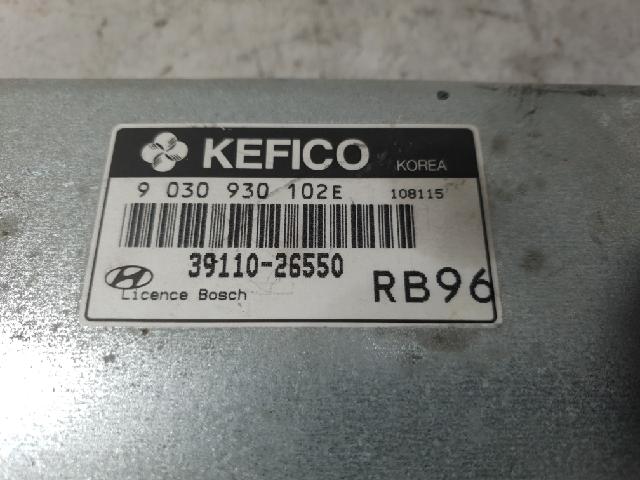 KEFICO KOREA
9 030 930 102E 108115
39110-26550
Licence Bosch RB96